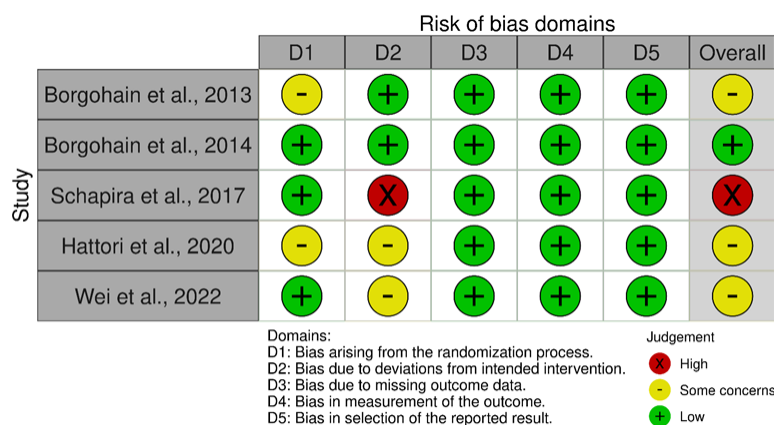 Risk of bias domains
D1 D2 D3 D4 D5 Overall
Study
Borgohain et al., 2013 - + + + + -
Borgohain et al., 2014 + + + + + +
Schapira et al., 2017 + X + + + X
Hattori et al., 2020 - - + + + -
Wei et al., 2022 + - + + + -
Domains:
D1: Bias arising from the randomization process.
D2: Bias due to deviations from intended intervention.
D3: Bias due to missing outcome data.
D4: Bias in measurement of the outcome.
D5: Bias in selection of the reported result.
Judgement
X High
- Some concerns
+ Low